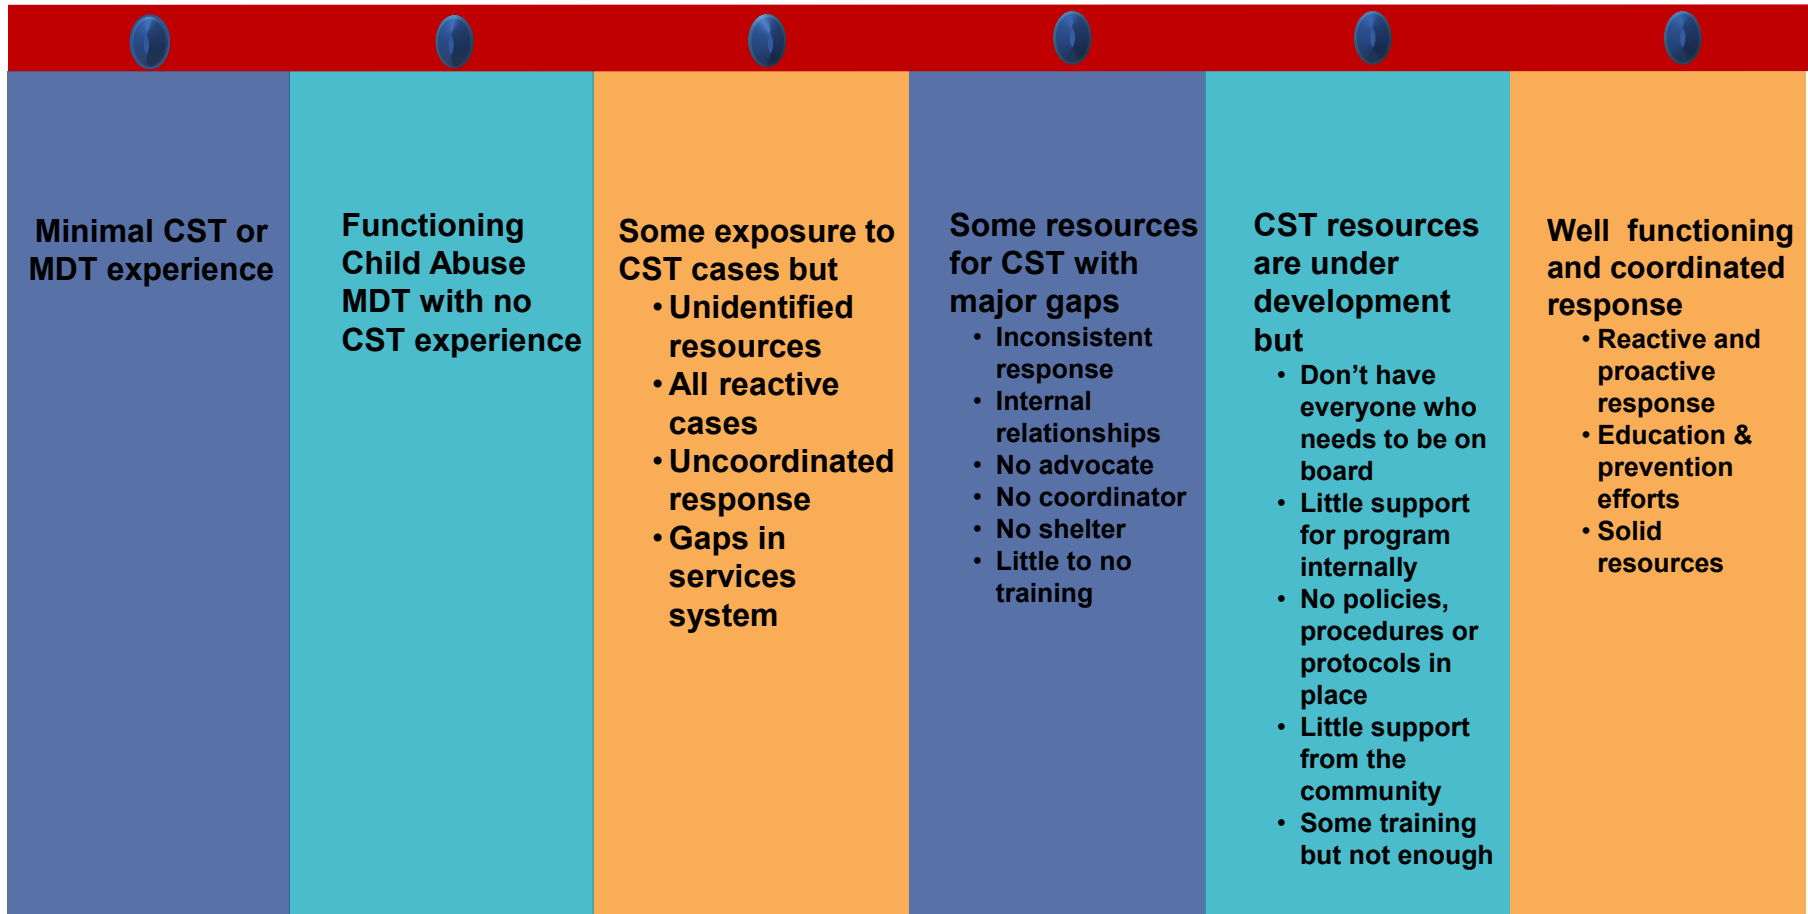 Minimal CST or
MDT experience
Functioning
Child Abuse
MDT with no
CST experience
Some exposure to
CST cases but
• Unidentified
resources
• All reactive
cases
• Uncoordinated
response
• Gaps in
services
system
Some resources
for CST with
major gaps
• Inconsistent
response
• Internal
relationships
• No advocate
• No coordinator
• No shelter
• Little to no
training
CST resources
are under
development
but
• Don’t have
everyone who
needs to be on
board
• Little support
for program
internally
• No policies,
procedures or
protocols in
place
• Little support
from the
community
• Some training
but not enough
Well  functioning
and coordinated
response
• Reactive and
proactive
response
• Education &
prevention
efforts
• Solid
resources